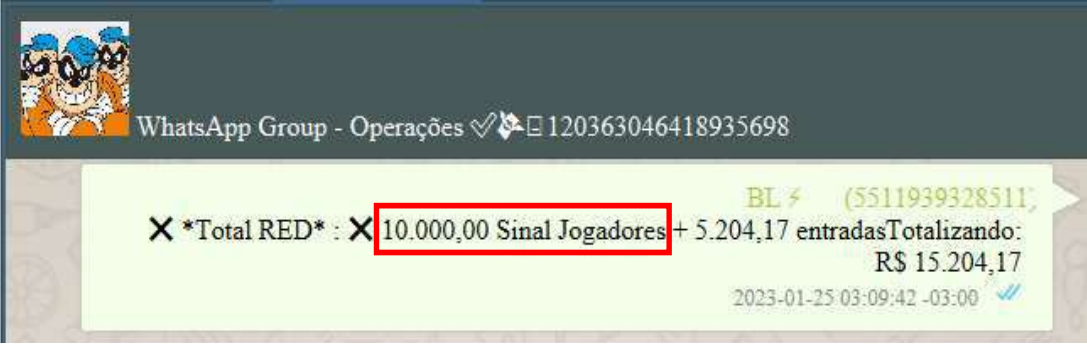 WhatsApp Group - Operações ✅ 120363046418935698
BL ⚡ (5511939328511)
❌ *Total RED* : ❌ 10.000,00 Sinal Jogadores + 5.204,17 entradasTotalizando:
R$ 15.204,17
2023-01-25 03:09:42 -03:00